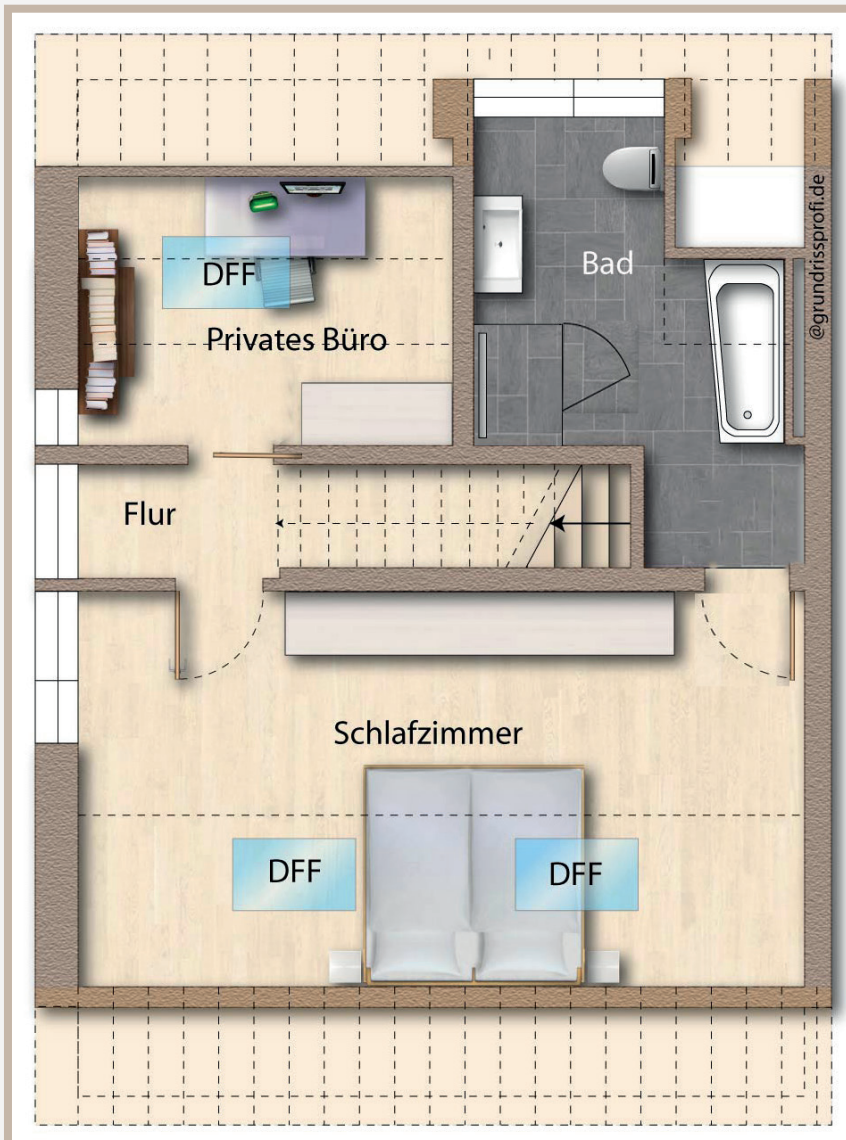 DFF
Privates Büro
Bad
@grundrissprofi.de
Flur
Schlafzimmer
DFF
DFF